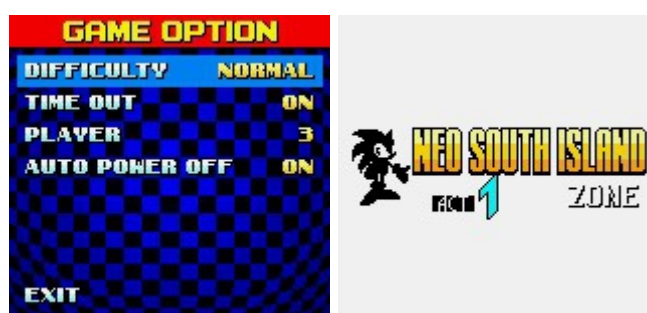 GAME OPTION
DIFFICULTY NORMAL
TIME OUT ON
PLAYER 3
AUTO POWER OFF ON
EXIT
NEO SOUTH ISLAND
ACT 1 ZONE